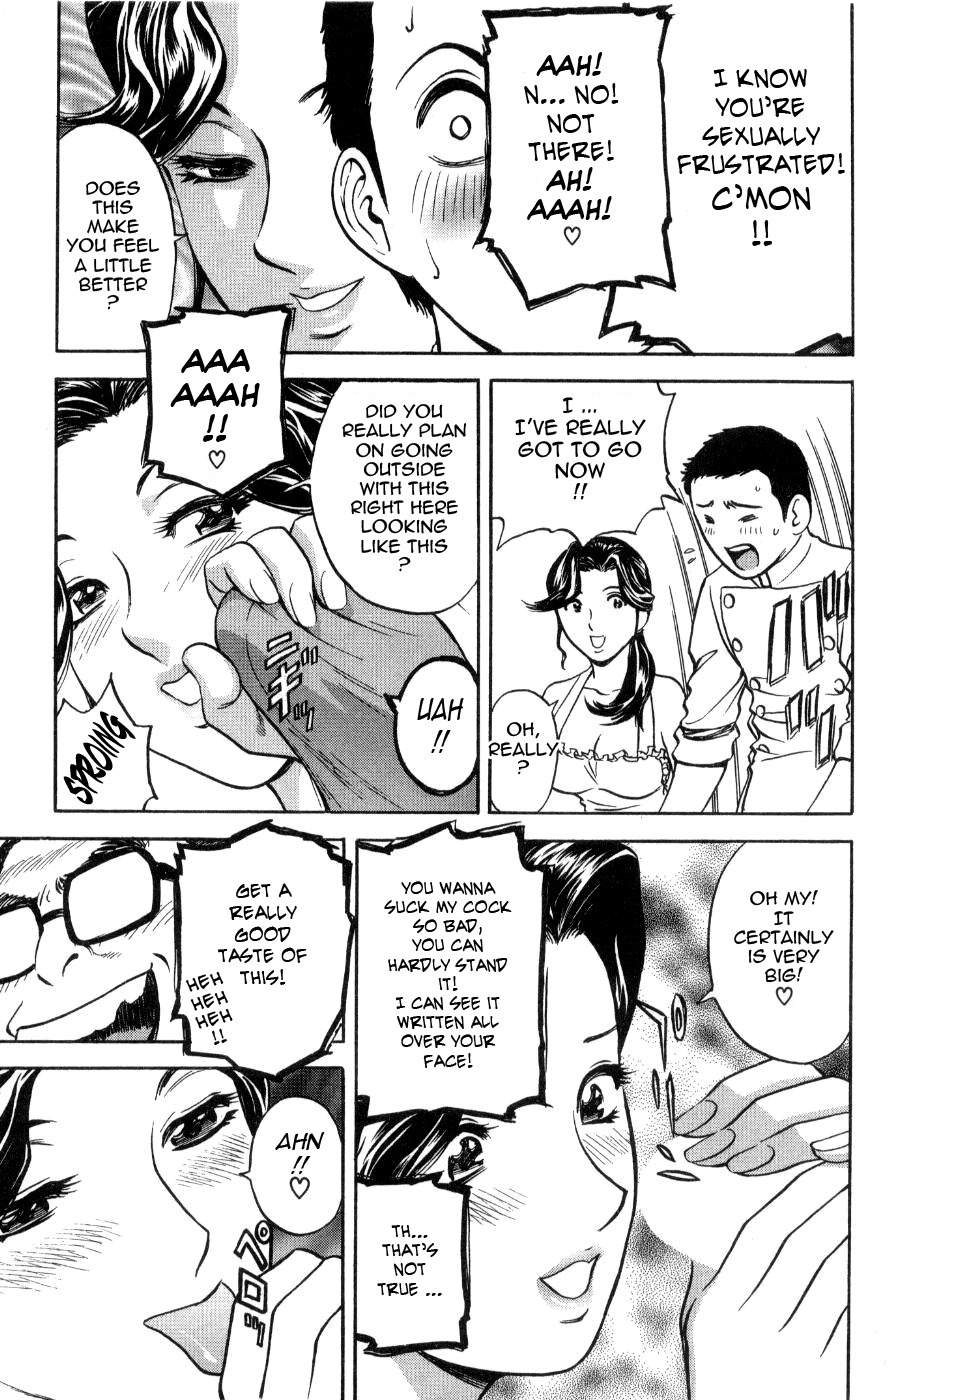 I KNOW
YOU'RE
SEXUALLY
FRUSTRATED!
C'MON
!!
AAH!
N... NO!
NOT
THERE!
AH!
AAAH!
♡
DOES
THIS
MAKE
YOU FEEL
A LITTLE
BETTER
?
I ...
I'VE REALLY
GOT TO GO
NOW
!!
OH,
REALLY
?
AAA
AAAH
!!
♡
DID YOU
REALLY PLAN
ON GOING
OUTSIDE
WITH THIS
RIGHT HERE
LOOKING
LIKE THIS
?
UAH
!!
SPROING
OH MY!
IT
CERTAINLY
IS VERY
BIG!
♡
YOU WANNA
SUCK MY COCK
SO BAD,
YOU CAN
HARDLY STAND
IT!
I CAN SEE IT
WRITTEN ALL
OVER YOUR
FACE!
TH...
THAT'S
NOT
TRUE ...
GET A
REALLY
GOOD
TASTE OF
THIS!
HEH
HEH
HEH
!!
AHN
!!
♡
ペロッ